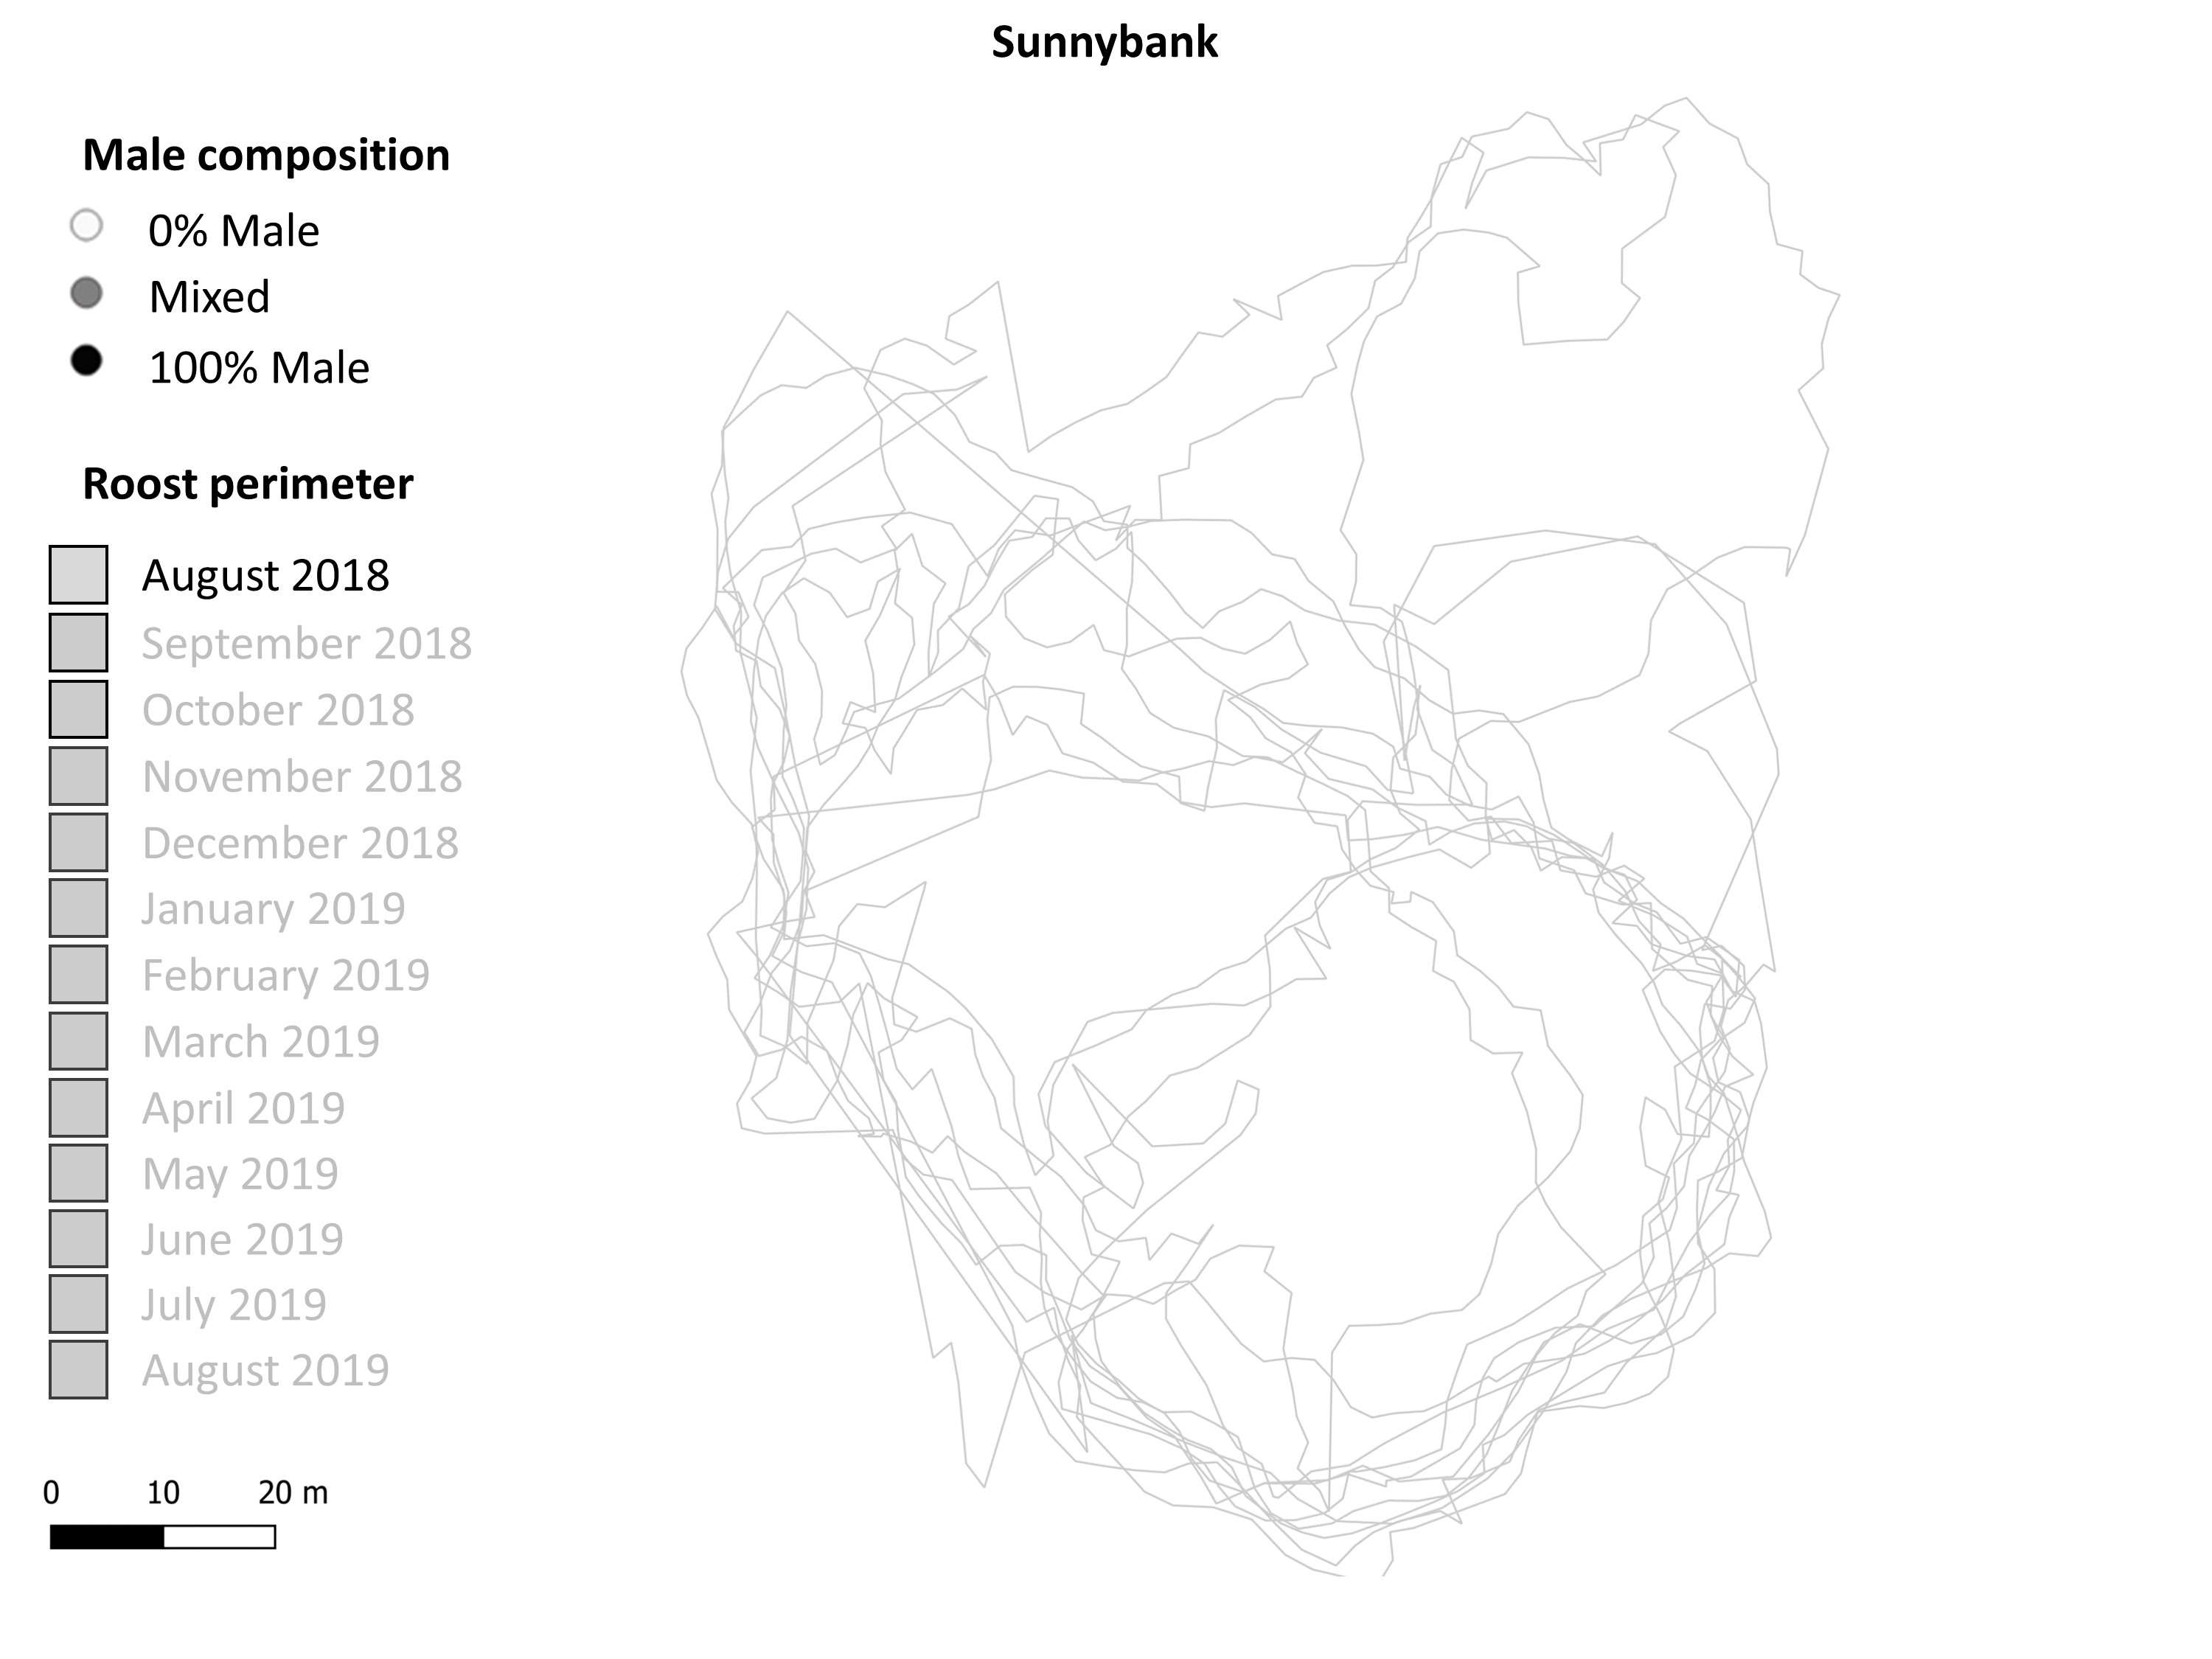 Sunnybank
Male composition
0% Male
Mixed
100% Male
Roost perimeter
August 2018
September 2018
October 2018
November 2018
December 2018
January 2019
February 2019
March 2019
April 2019
May 2019
June 2019
July 2019
August 2019
0 10 20 m